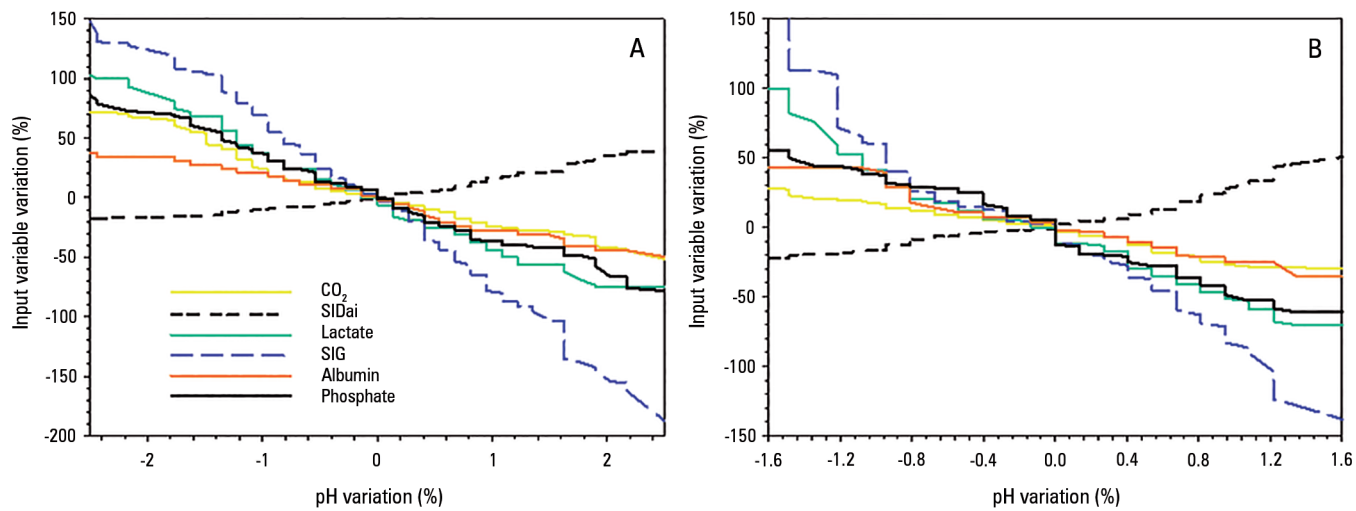 A
Input variable variation (%)
150
100
50
0
-50
-100
-150
-200
CO₂
SIDai
Lactate
SIG
Albumin
Phosphate
-2
-1
0
1
2
pH variation (%)
B
Input variable variation (%)
150
100
50
0
-50
-100
-150
-1.6
-1.2
-0.8
-0.4
0.0
0.4
0.8
1.2
1.6
pH variation (%)